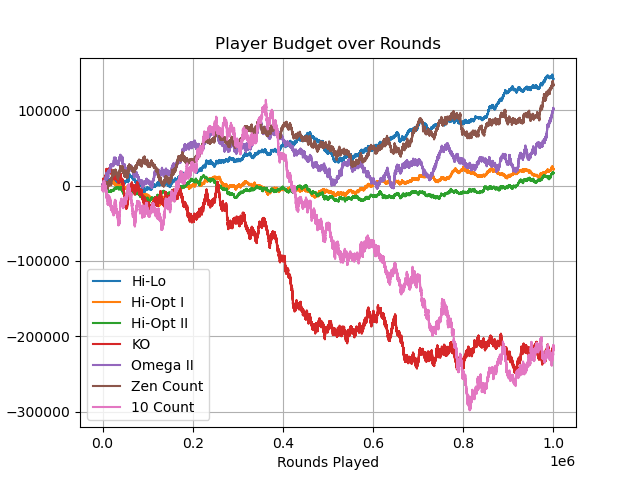 Player Budget over Rounds
100000
0
−100000
−200000
−300000
Hi-Lo
Hi-Opt I
Hi-Opt II
KO
Omega II
Zen Count
10 Count
0.0 0.2 0.4 0.6 0.8 1.0
1e6
Rounds Played